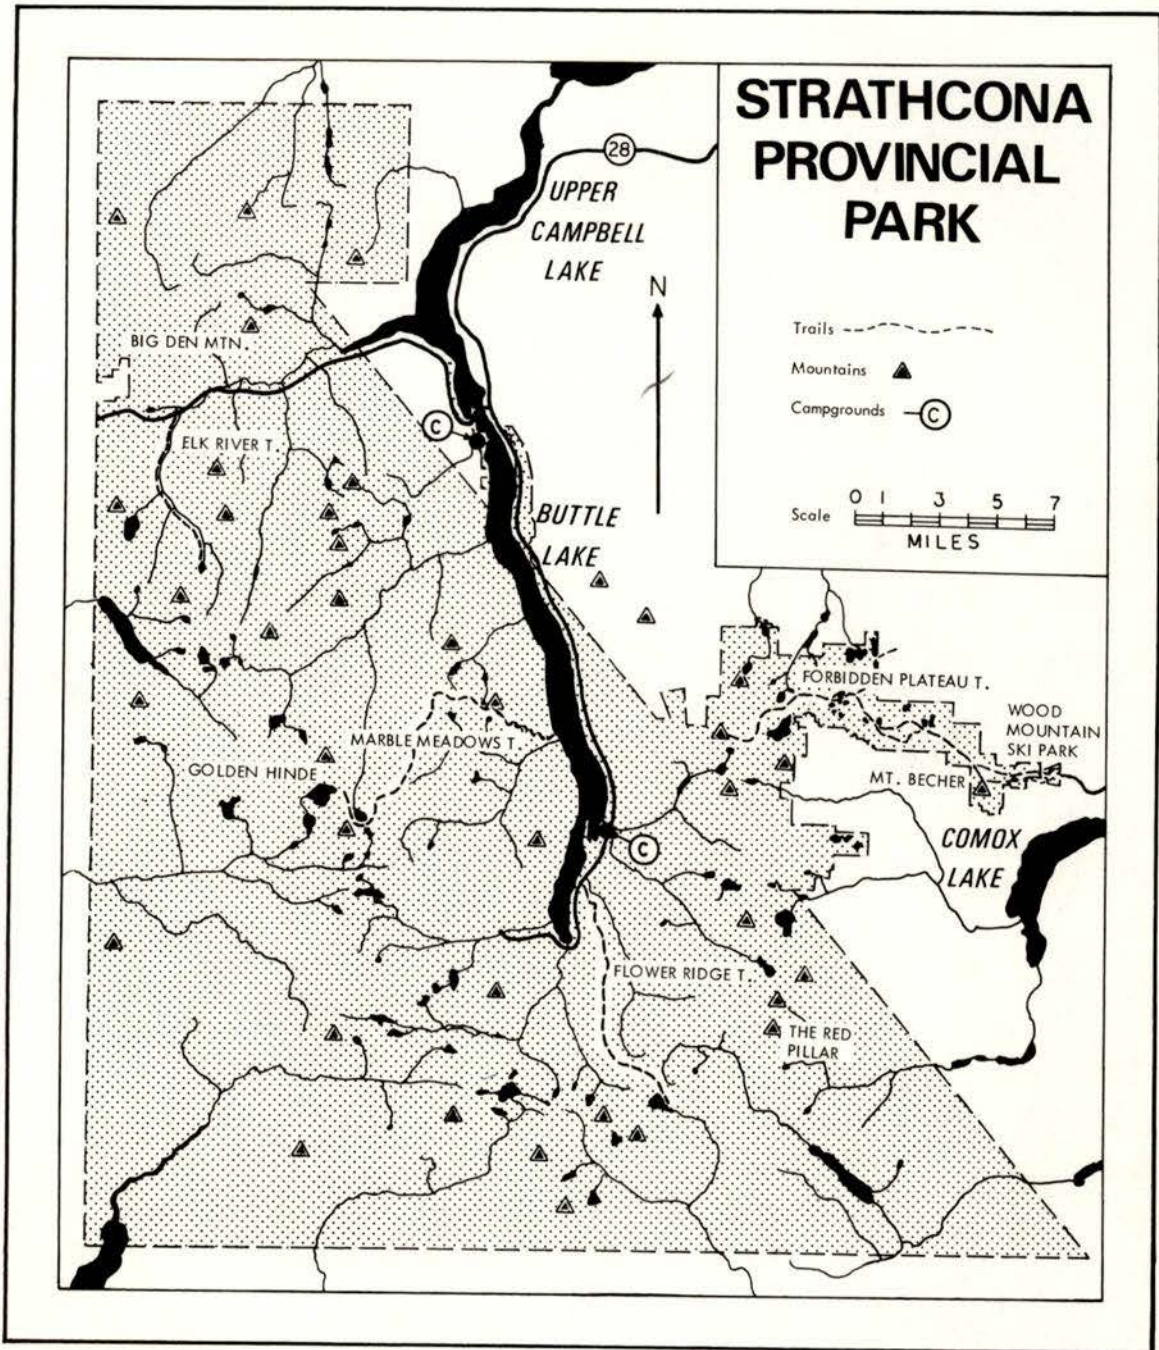 STRATHCONA
PROVINCIAL
PARK
28
UPPER
CAMPBELL
LAKE
N
Trails
Mountains
Campgrounds
C
Scale
0 1 3 5 7
MILES
BIG DEN MTN.
C
ELK RIVER T.
BUTTLE
LAKE
FORBIDDEN PLATEAU T.
WOOD
MOUNTAIN
SKI PARK
MARBLE MEADOWS T.
GOLDEN HINDE
MT. BECHER
COMOX
LAKE
C
FLOWER RIDGE T.
THE RED
PILLAR